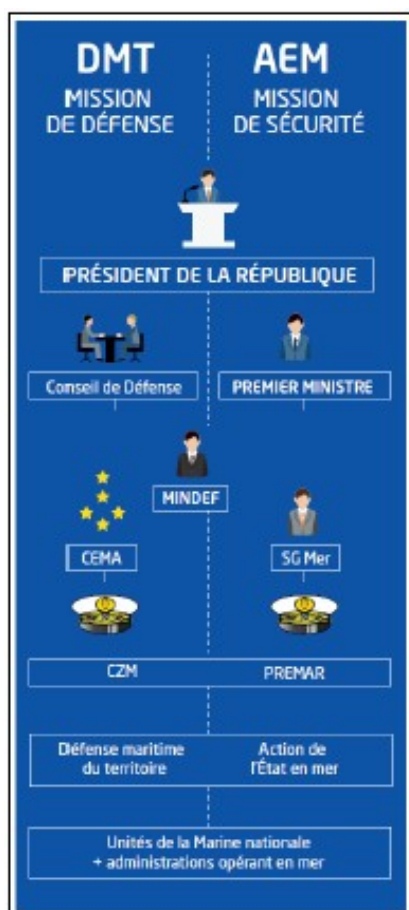 DMT
MISSION
DE DÉFENSE
AEM
MISSION
DE SÉCURITÉ
PRÉSIDENT DE LA RÉPUBLIQUE
Conseil de Défense
PREMIER MINISTRE
MINDEF
CEMA
SG Mer
CZM
PREMAR
Défense maritime
du territoire
Action de
l'État en mer
Unités de la Marine nationale
+ administrations opérant en mer